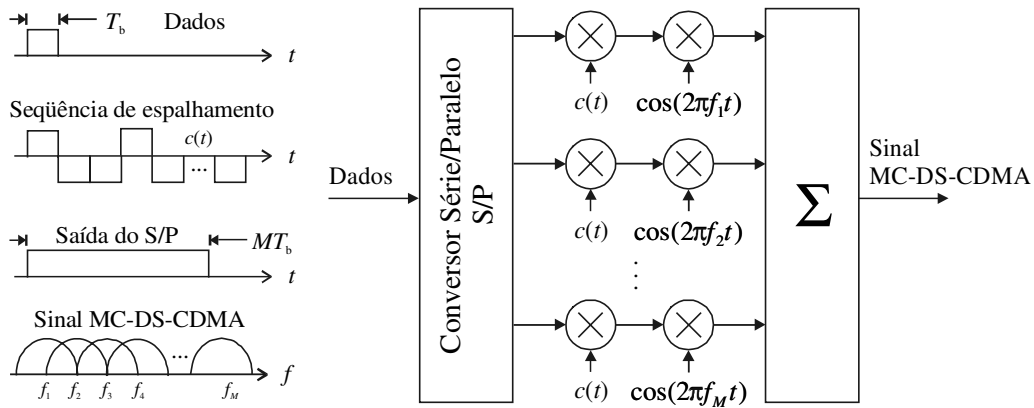 T_b Dados
t
Seqüência de espalhamento
c(t)
...
t
Saída do S/P
MT_b
t
Sinal MC-DS-CDMA
...
f_1 f_2 f_3 f_4 f_M
f
Dados
Conversor Série/Paralelo
S/P
c(t) cos(2πf_1t)
c(t) cos(2πf_2t)
c(t) cos(2πf_Mt)
Σ
Sinal
MC-DS-CDMA